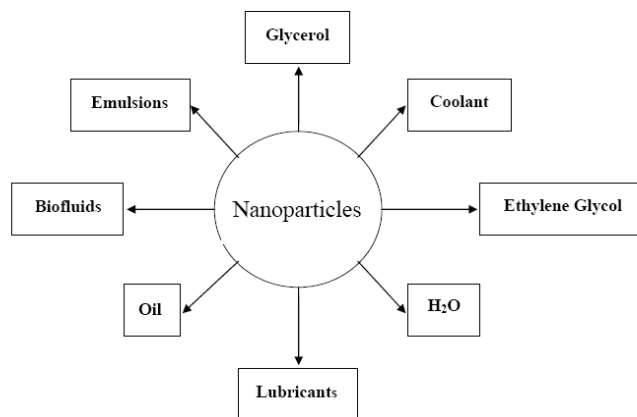 Glycerol
Emulsions
Coolant
Biofluids
Nanoparticles
Ethylene Glycol
Oil
H₂O
Lubricants